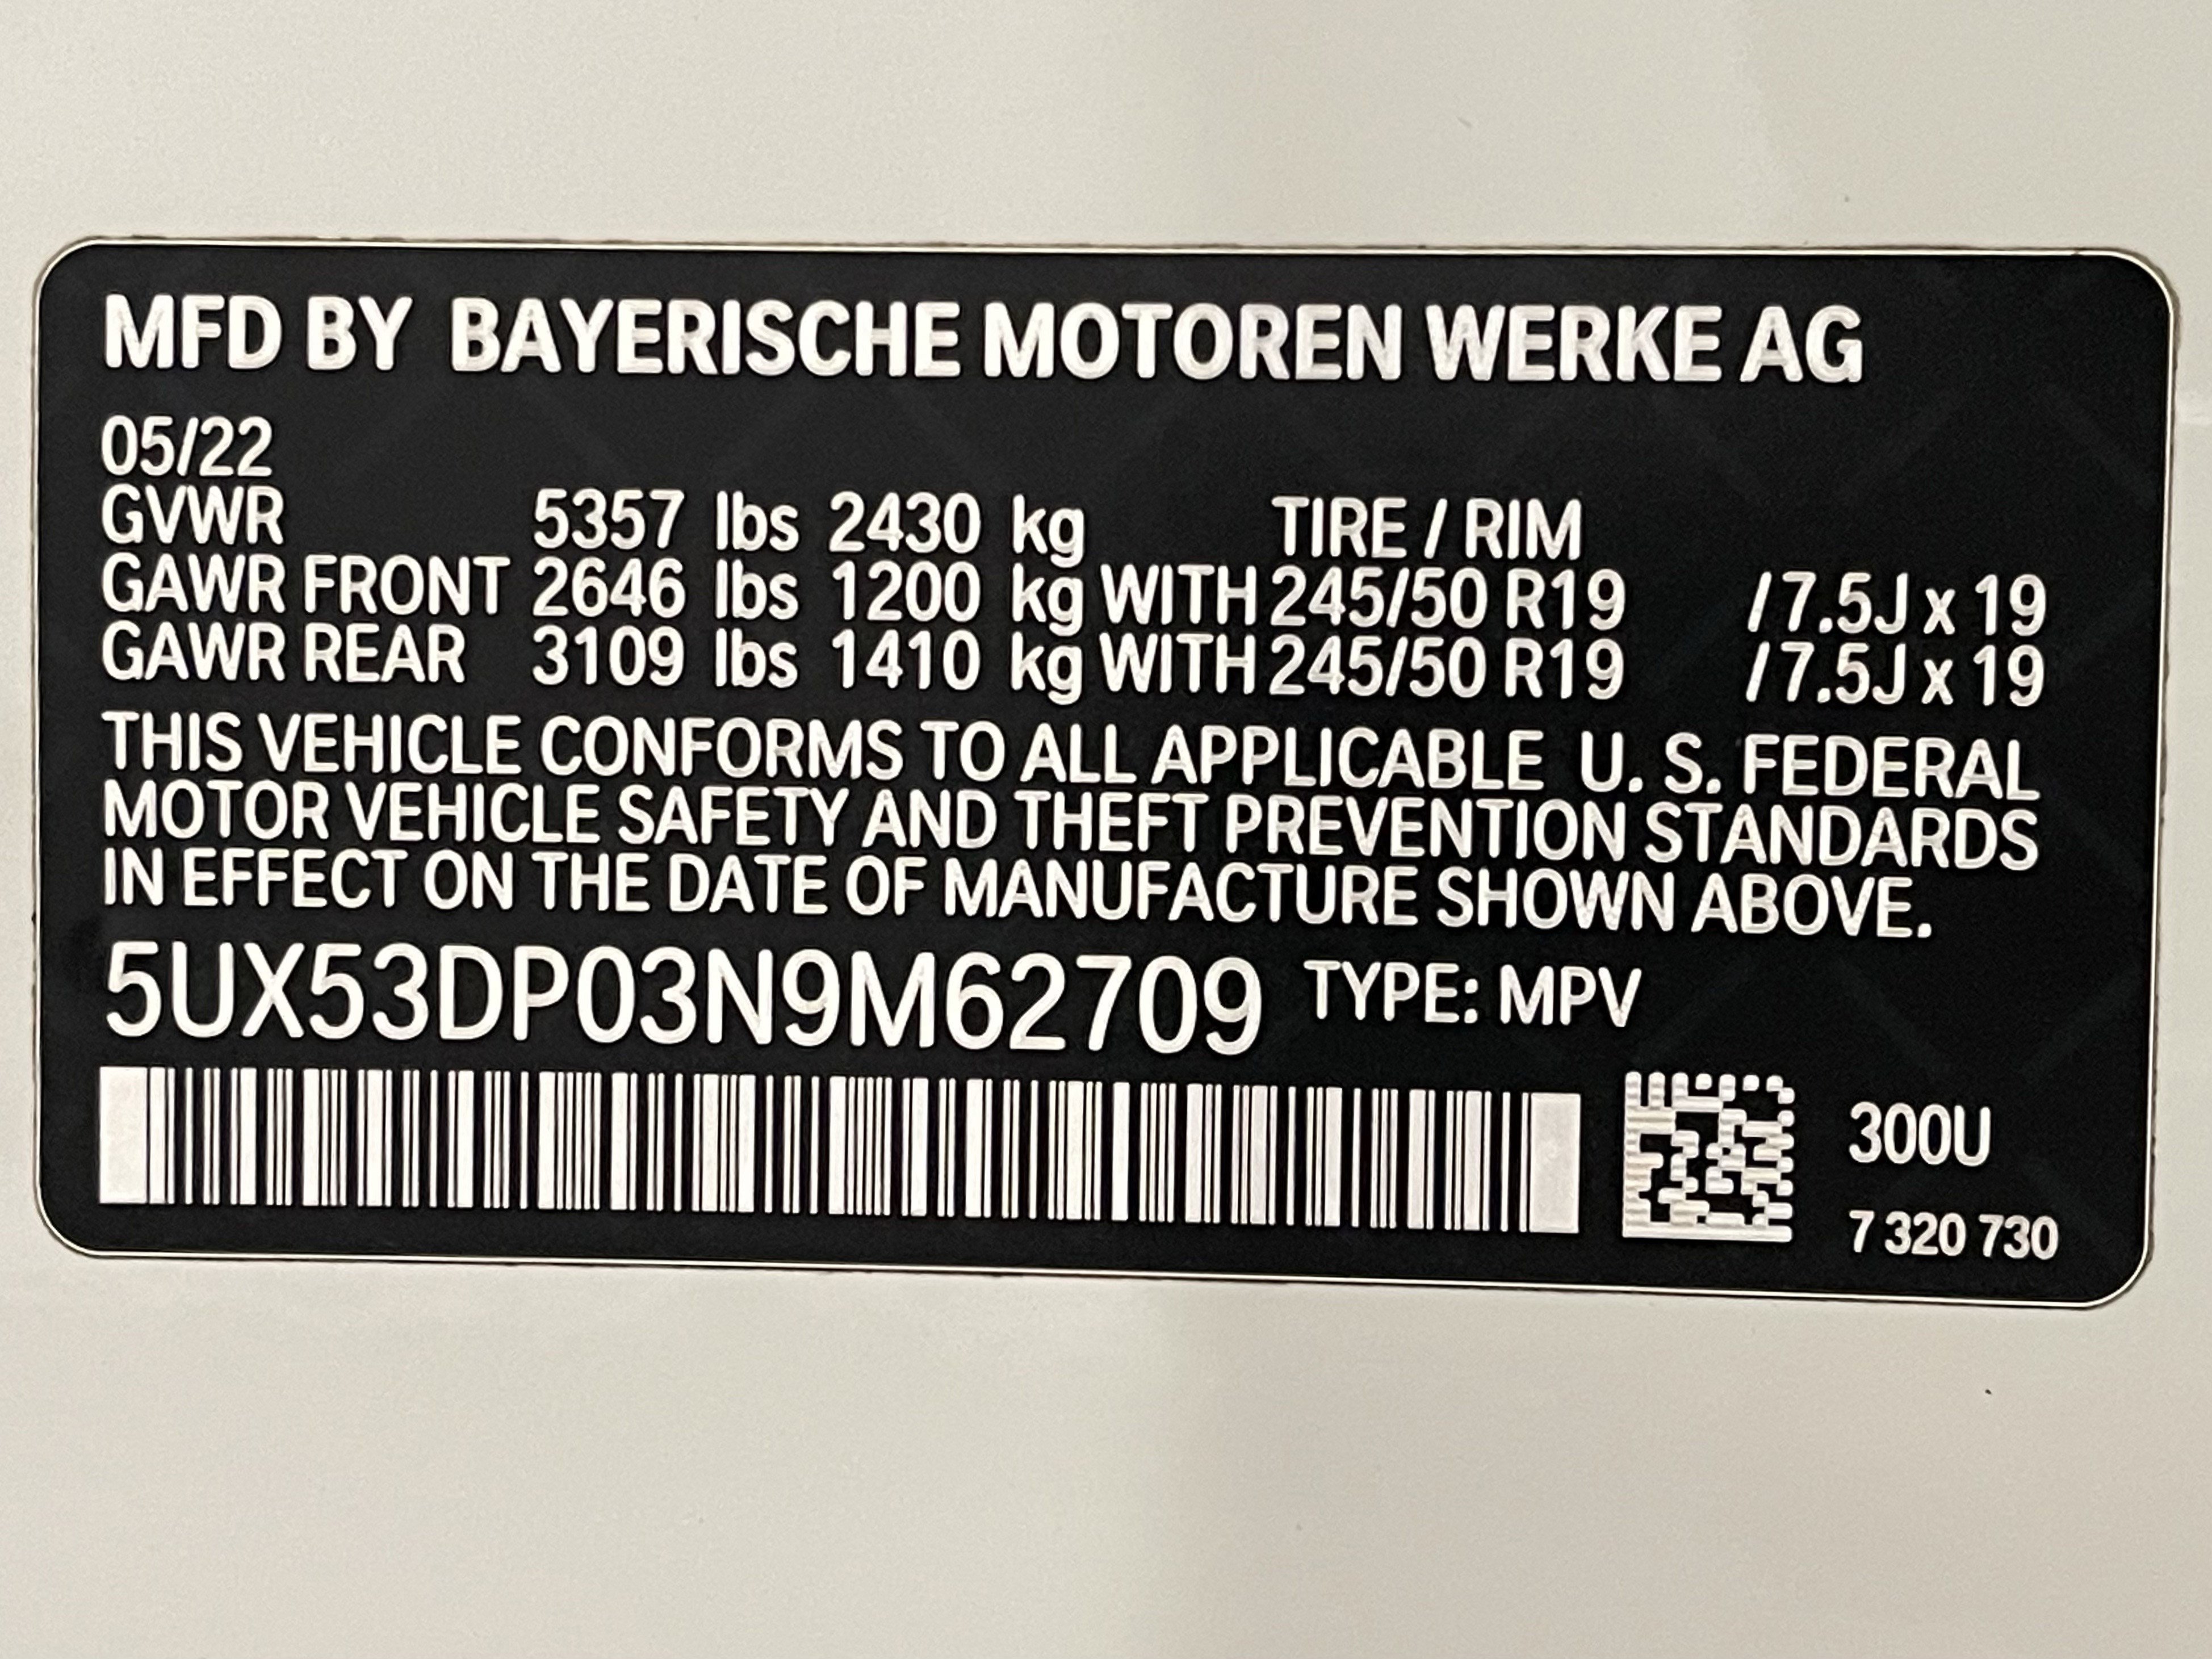 MFD BY BAYERISCHE MOTOREN WERKE AG
05/22
GVWR 5357 lbs 2430 kg TIRE / RIM
GAWR FRONT 2646 lbs 1200 kg WITH 245/50 R19 / 7.5J x 19
GAWR REAR 3109 lbs 1410 kg WITH 245/50 R19 / 7.5J x 19
THIS VEHICLE CONFORMS TO ALL APPLICABLE U. S. FEDERAL
MOTOR VEHICLE SAFETY AND THEFT PREVENTION STANDARDS
IN EFFECT ON THE DATE OF MANUFACTURE SHOWN ABOVE.
5UX53DP03N9M62709 TYPE: MPV
300U
7 320 730